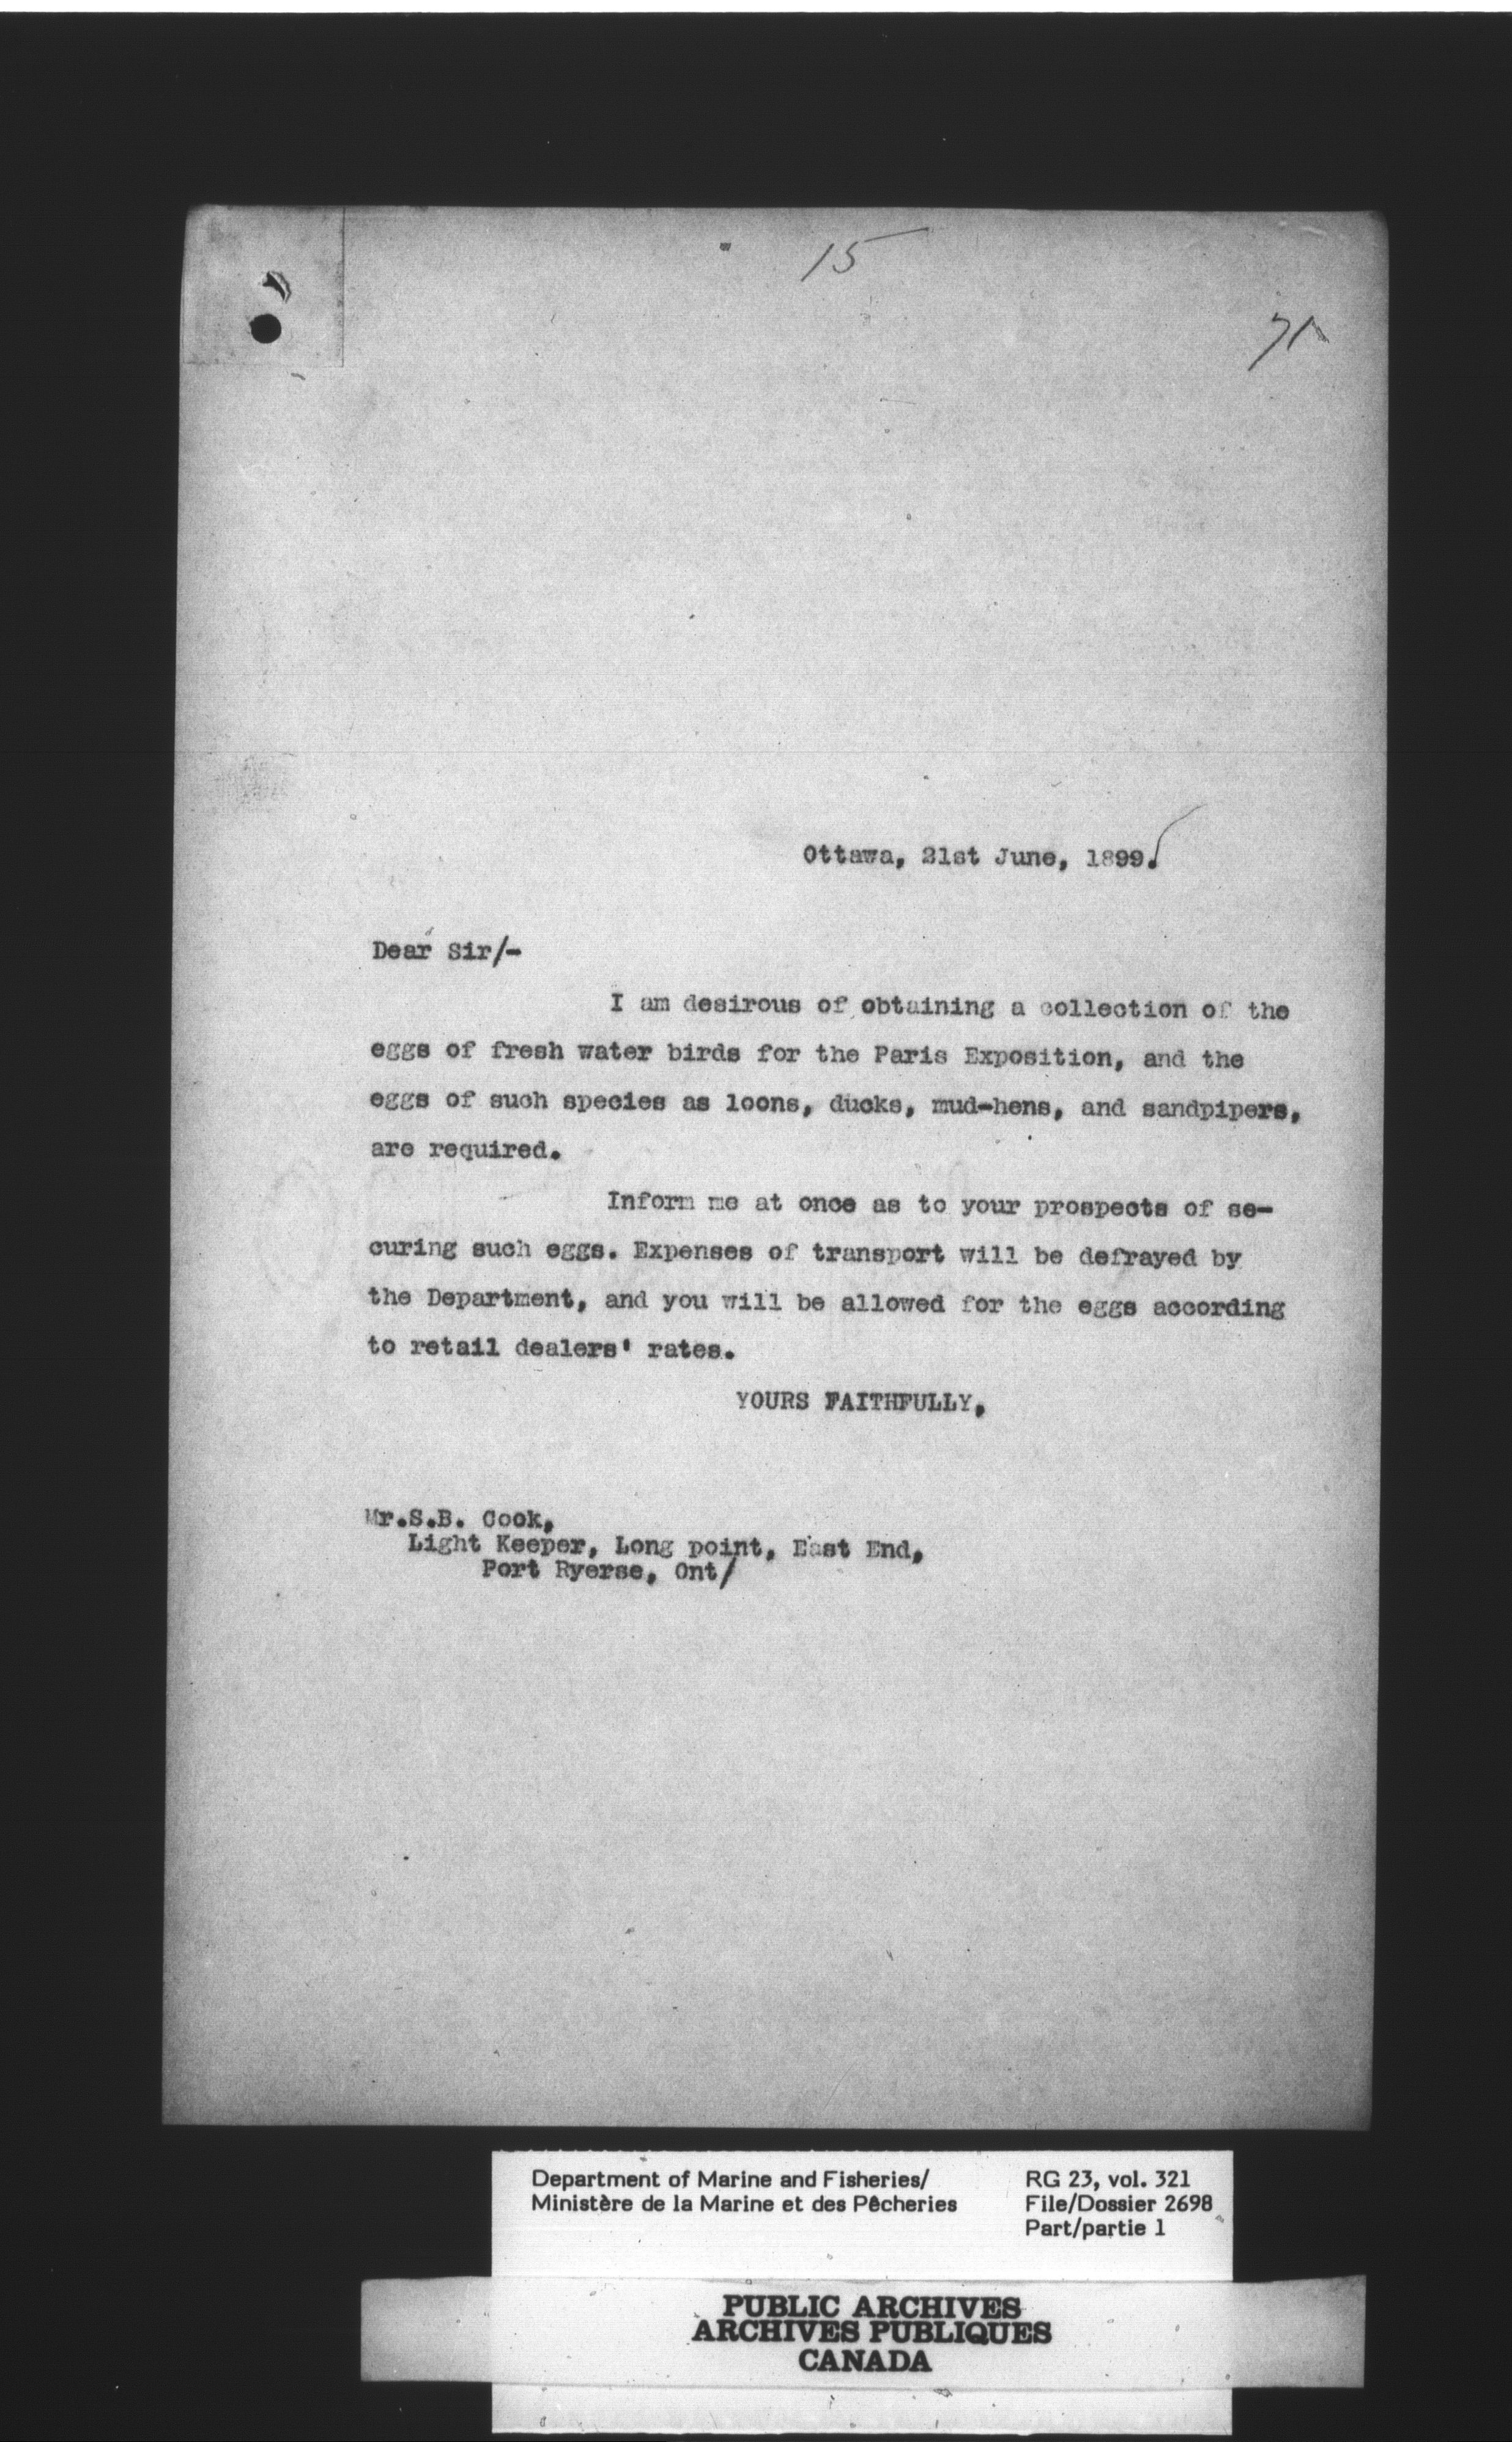 15
71
Ottawa, 21st June, 1899.
Dear Sir/-
I am desirous of obtaining a collection of the
eggs of fresh water birds for the Paris Exposition, and the
eggs of such species as loons, ducks, mud-hens, and sandpipers,
are required.
Inform me at once as to your prospects of se-
curing such eggs. Expenses of transport will be defrayed by
the Department, and you will be allowed for the eggs according
to retail dealers' rates.
YOURS FAITHFULLY,
Mr.S.B. Cook,
Light Keeper, Long point, East End,
Port Ryerse, Ont/
Department of Marine and Fisheries/
Ministère de la Marine et des Pêcheries
RG 23, vol. 321
File/Dossier 2698
Part/partie 1
PUBLIC ARCHIVES
ARCHIVES PUBLIQUES
CANADA